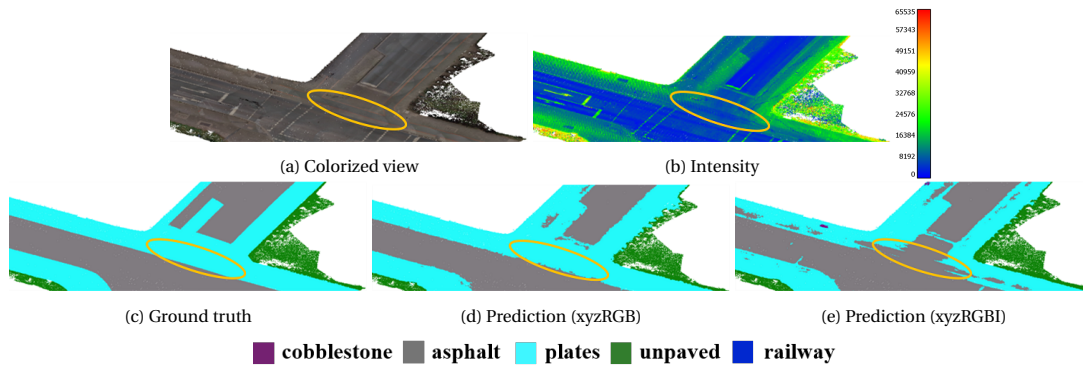 65535
57343
49151
40959
32768
24576
16384
8192
0
(a) Colorized view
(b) Intensity
(c) Ground truth
(d) Prediction (xyzRGB)
(e) Prediction (xyzRGBI)
cobblestone asphalt plates unpaved railway